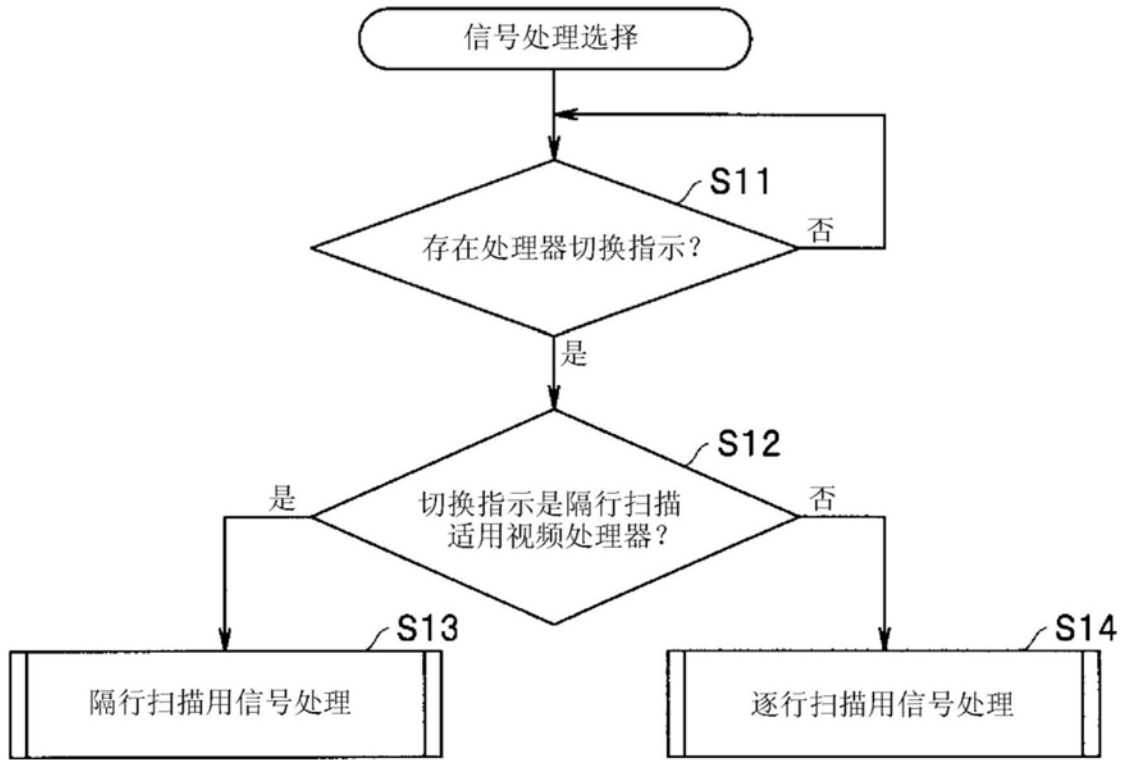 信号处理选择
S11
存在处理器切换指示?
否
是
S12
切换指示是隔行扫描
适用视频处理器?
是
否
S13
隔行扫描用信号处理
S14
逐行扫描用信号处理